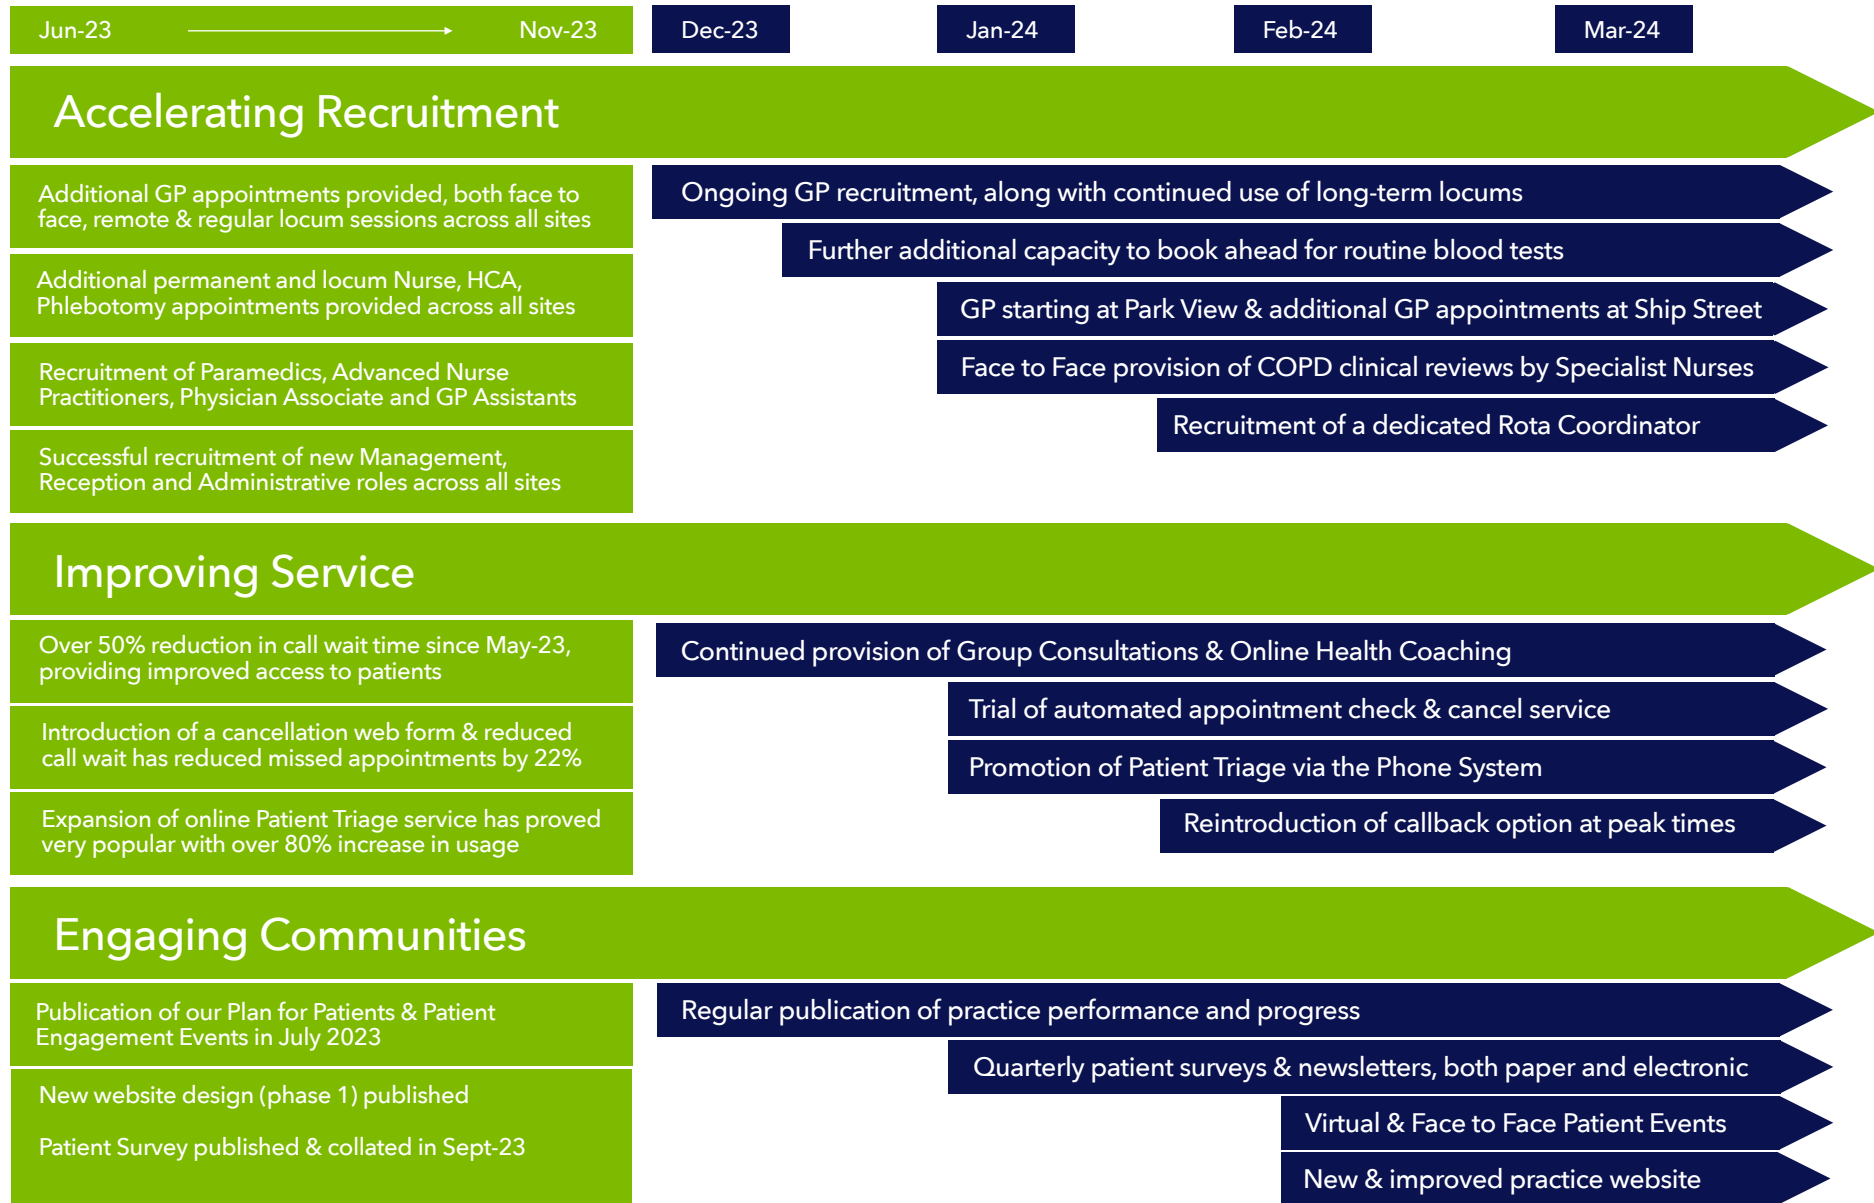 Jun-23 Nov-23 Dec-23 Jan-24 Feb-24 Mar-24
Accelerating Recruitment
Additional GP appointments provided, both face to
face, remote & regular locum sessions across all sites
Additional permanent and locum Nurse, HCA,
Phlebotomy appointments provided across all sites
Recruitment of Paramedics, Advanced Nurse
Practitioners, Physician Associate and GP Assistants
Successful recruitment of new Management,
Reception and Administrative roles across all sites
Ongoing GP recruitment, along with continued use of long-term locums
Further additional capacity to book ahead for routine blood tests
GP starting at Park View & additional GP appointments at Ship Street
Face to Face provision of COPD clinical reviews by Specialist Nurses
Recruitment of a dedicated Rota Coordinator
Improving Service
Over 50% reduction in call wait time since May-23,
providing improved access to patients
Introduction of a cancellation web form & reduced
call wait has reduced missed appointments by 22%
Expansion of online Patient Triage service has proved
very popular with over 80% increase in usage
Continued provision of Group Consultations & Online Health Coaching
Trial of automated appointment check & cancel service
Promotion of Patient Triage via the Phone System
Reintroduction of callback option at peak times
Engaging Communities
Publication of our Plan for Patients & Patient
Engagement Events in July 2023
New website design (phase 1) published
Patient Survey published & collated in Sept-23
Regular publication of practice performance and progress
Quarterly patient surveys & newsletters, both paper and electronic
Virtual & Face to Face Patient Events
New & improved practice website